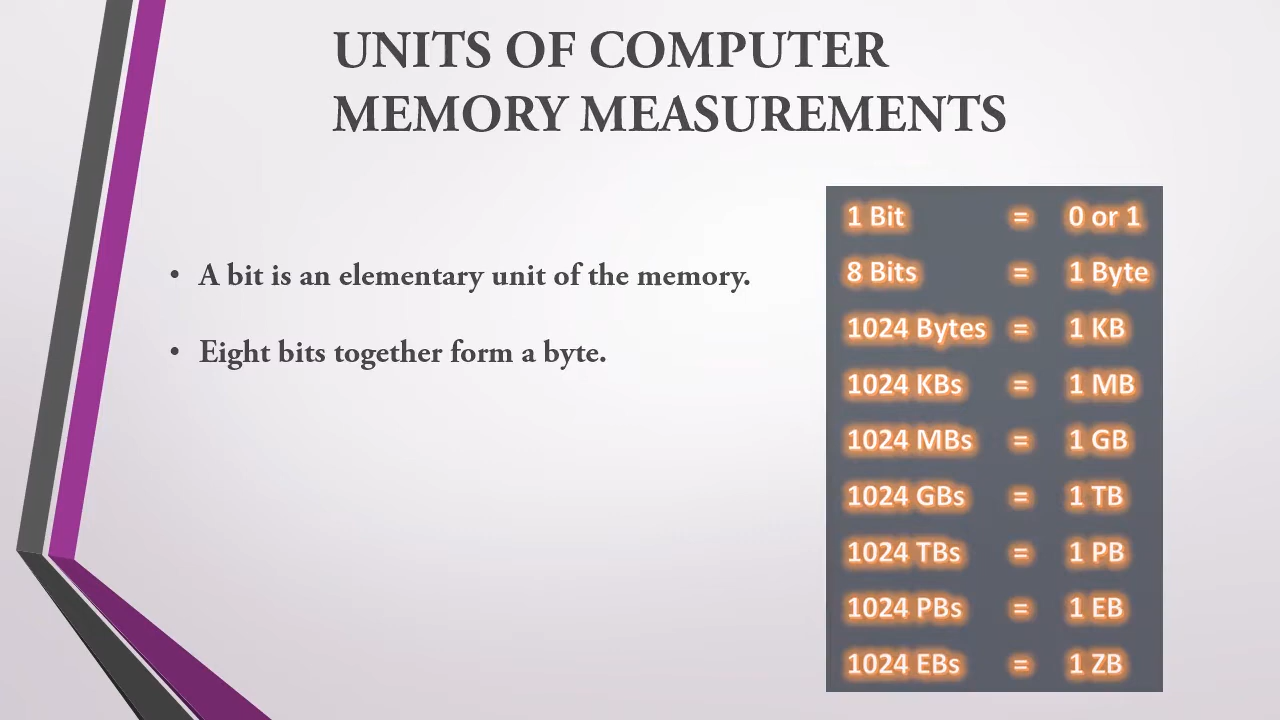 UNITS OF COMPUTER
MEMORY MEASUREMENTS
• A bit is an elementary unit of the memory.
• Eight bits together form a byte.
1 Bit = 0 or 1
8 Bits = 1 Byte
1024 Bytes = 1 KB
1024 KBs = 1 MB
1024 MBs = 1 GB
1024 GBs = 1 TB
1024 TBs = 1 PB
1024 PBs = 1 EB
1024 EBs = 1 ZB